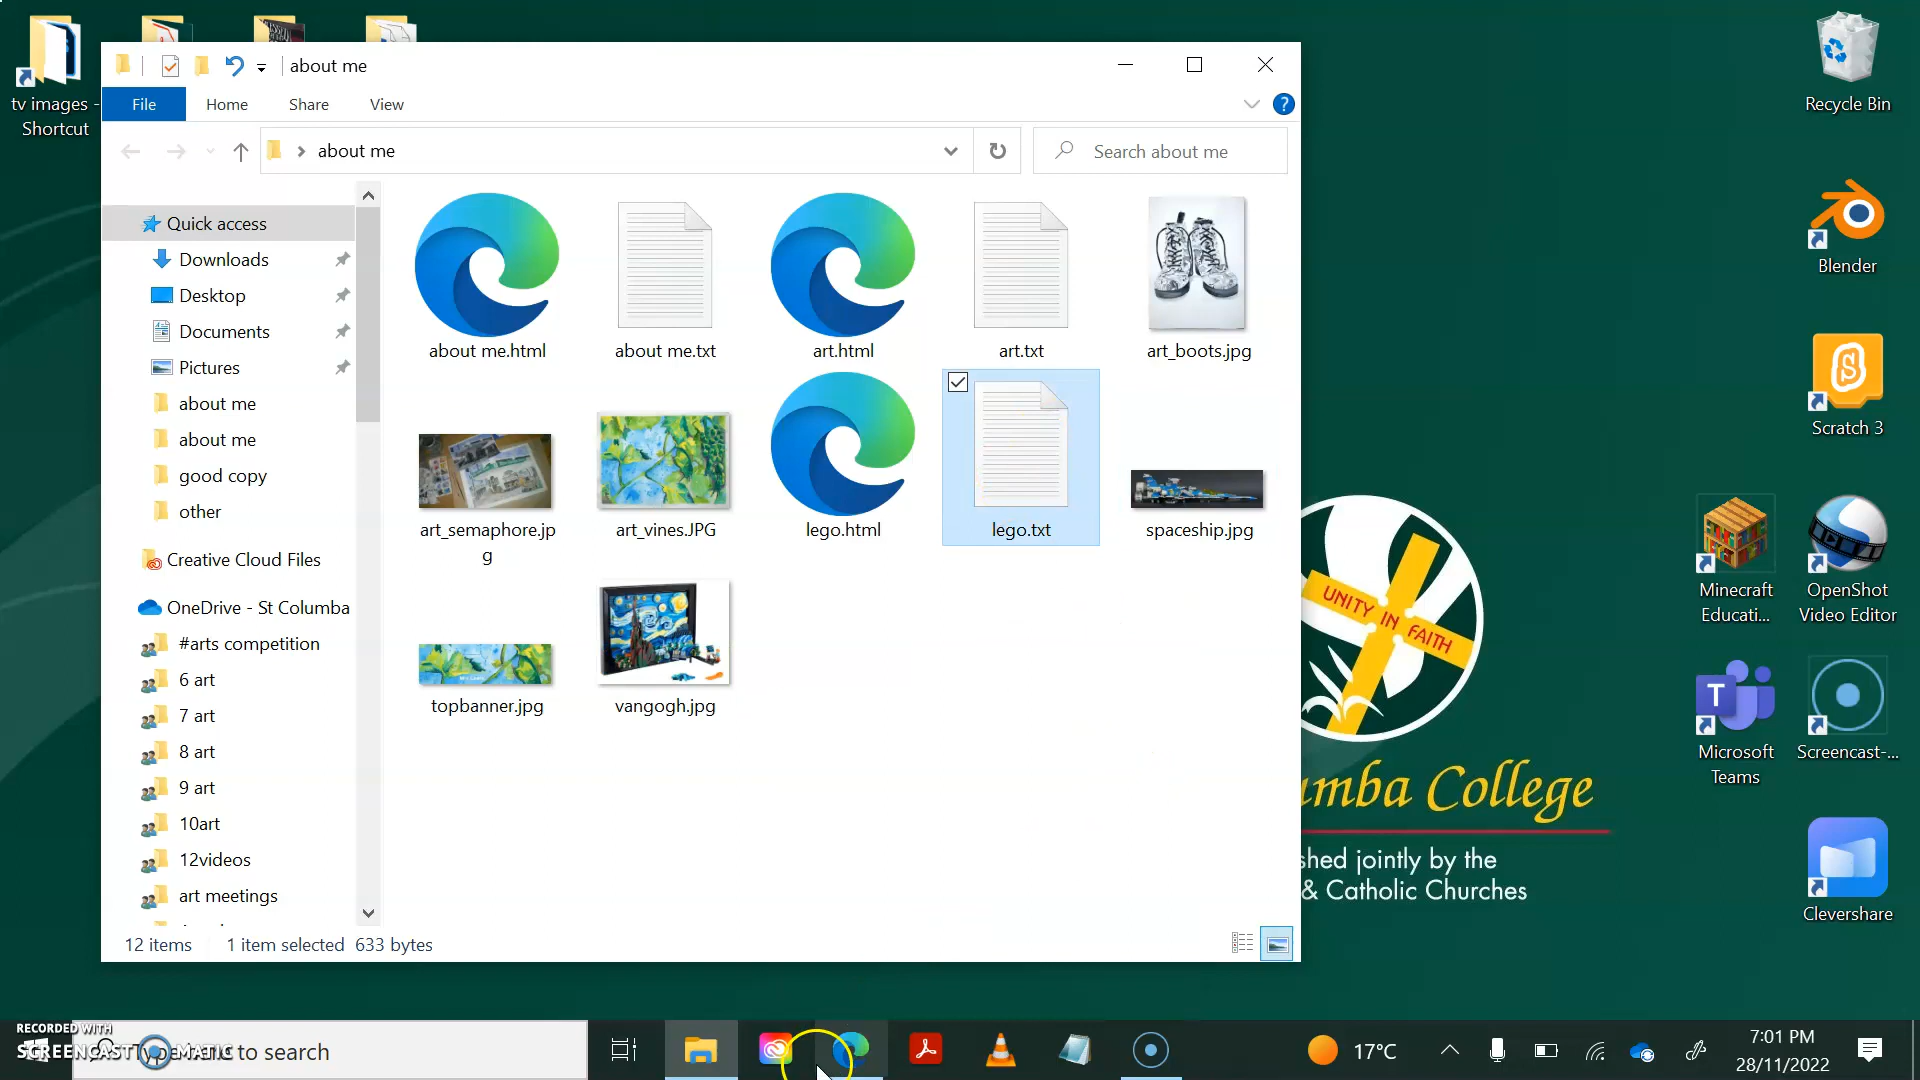 about me
File
Home
Share
View
about me
Search about me
Quick access
Downloads
Desktop
Documents
Pictures
about me
about me
good copy
other
Creative Cloud Files
OneDrive - St Columba
#arts competition
6 art
7 art
8 art
9 art
10art
12videos
art meetings
about me.html
about me.txt
art.html
art.txt
art_boots.jpg
art_semaphore.jp
g
art_vines.JPG
lego.html
lego.txt
spaceship.jpg
topbanner.jpg
vangogh.jpg
12 items
1 item selected 633 bytes
tv images -
Shortcut
Recycle Bin
Blender
Scratch 3
Minecraft
Educati...
OpenShot
Video Editor
Microsoft
Teams
Screencast-...
Clevershare
UNITY IN FAITH
umba College
shed jointly by the
& Catholic Churches
RECORDED WITH
SCREENCAST MATIC
to search
17°C
7:01 PM
28/11/2022